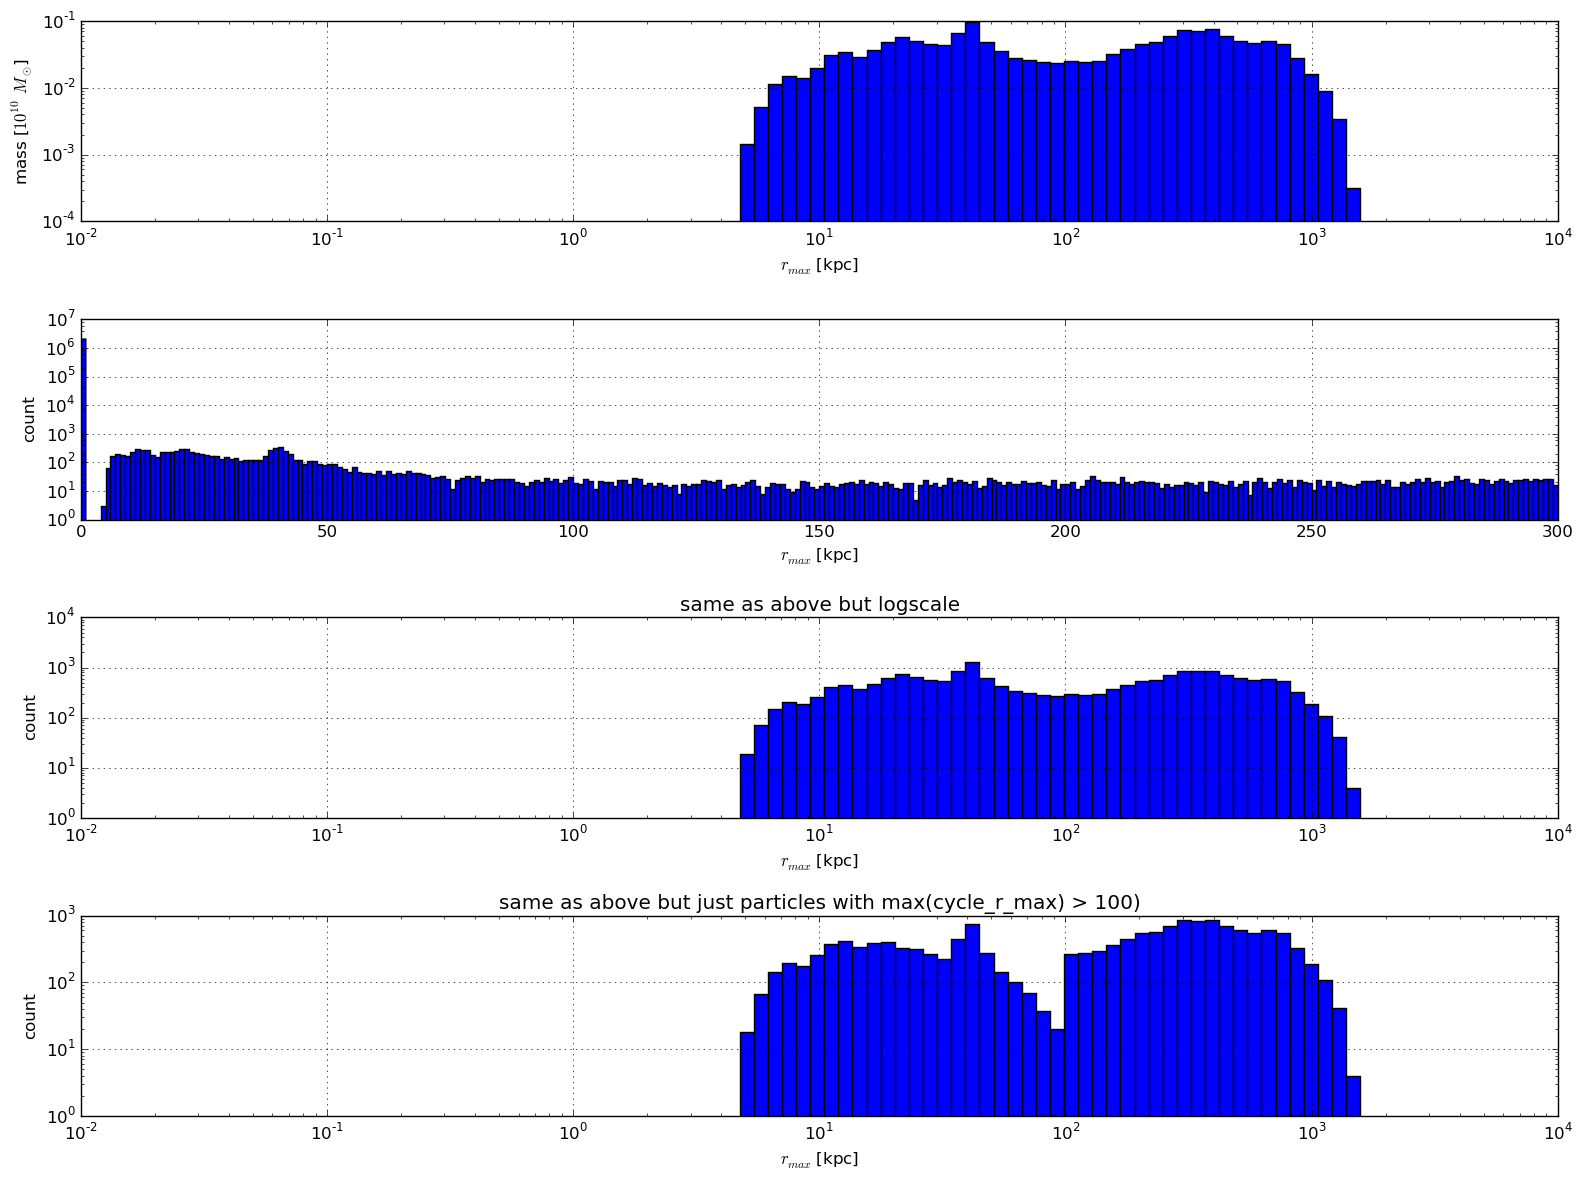 mass [10^10 M_⊙]
10^-1
10^-2
10^-3
10^-4
10^-2 10^-1 10^0 10^1 10^2 10^3 10^4
r_max [kpc]
count
10^7
10^6
10^5
10^4
10^3
10^2
10^1
10^0
0 50 100 150 200 250 300
r_max [kpc]
same as above but logscale
count
10^4
10^3
10^2
10^1
10^0
10^-2 10^-1 10^0 10^1 10^2 10^3 10^4
r_max [kpc]
same as above but just particles with max(cycle_r_max) > 100)
count
10^3
10^2
10^1
10^0
10^-2 10^-1 10^0 10^1 10^2 10^3 10^4
r_max [kpc]